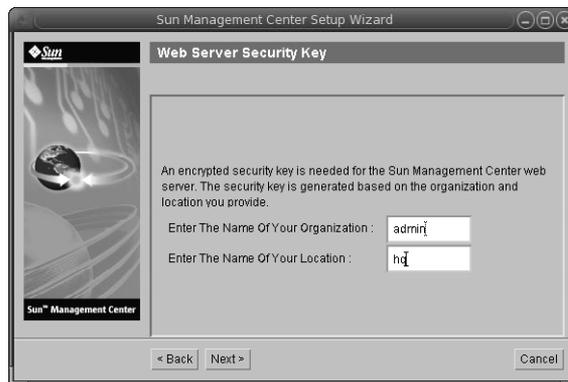 Sun Management Center Setup Wizard
Sun
Web Server Security Key
An encrypted security key is needed for the Sun Management Center web
server. The security key is generated based on the organization and
location you provide.
Enter The Name Of Your Organization :
admin
Enter The Name Of Your Location :
hq
Sun™ Management Center
< Back
Next >
Cancel